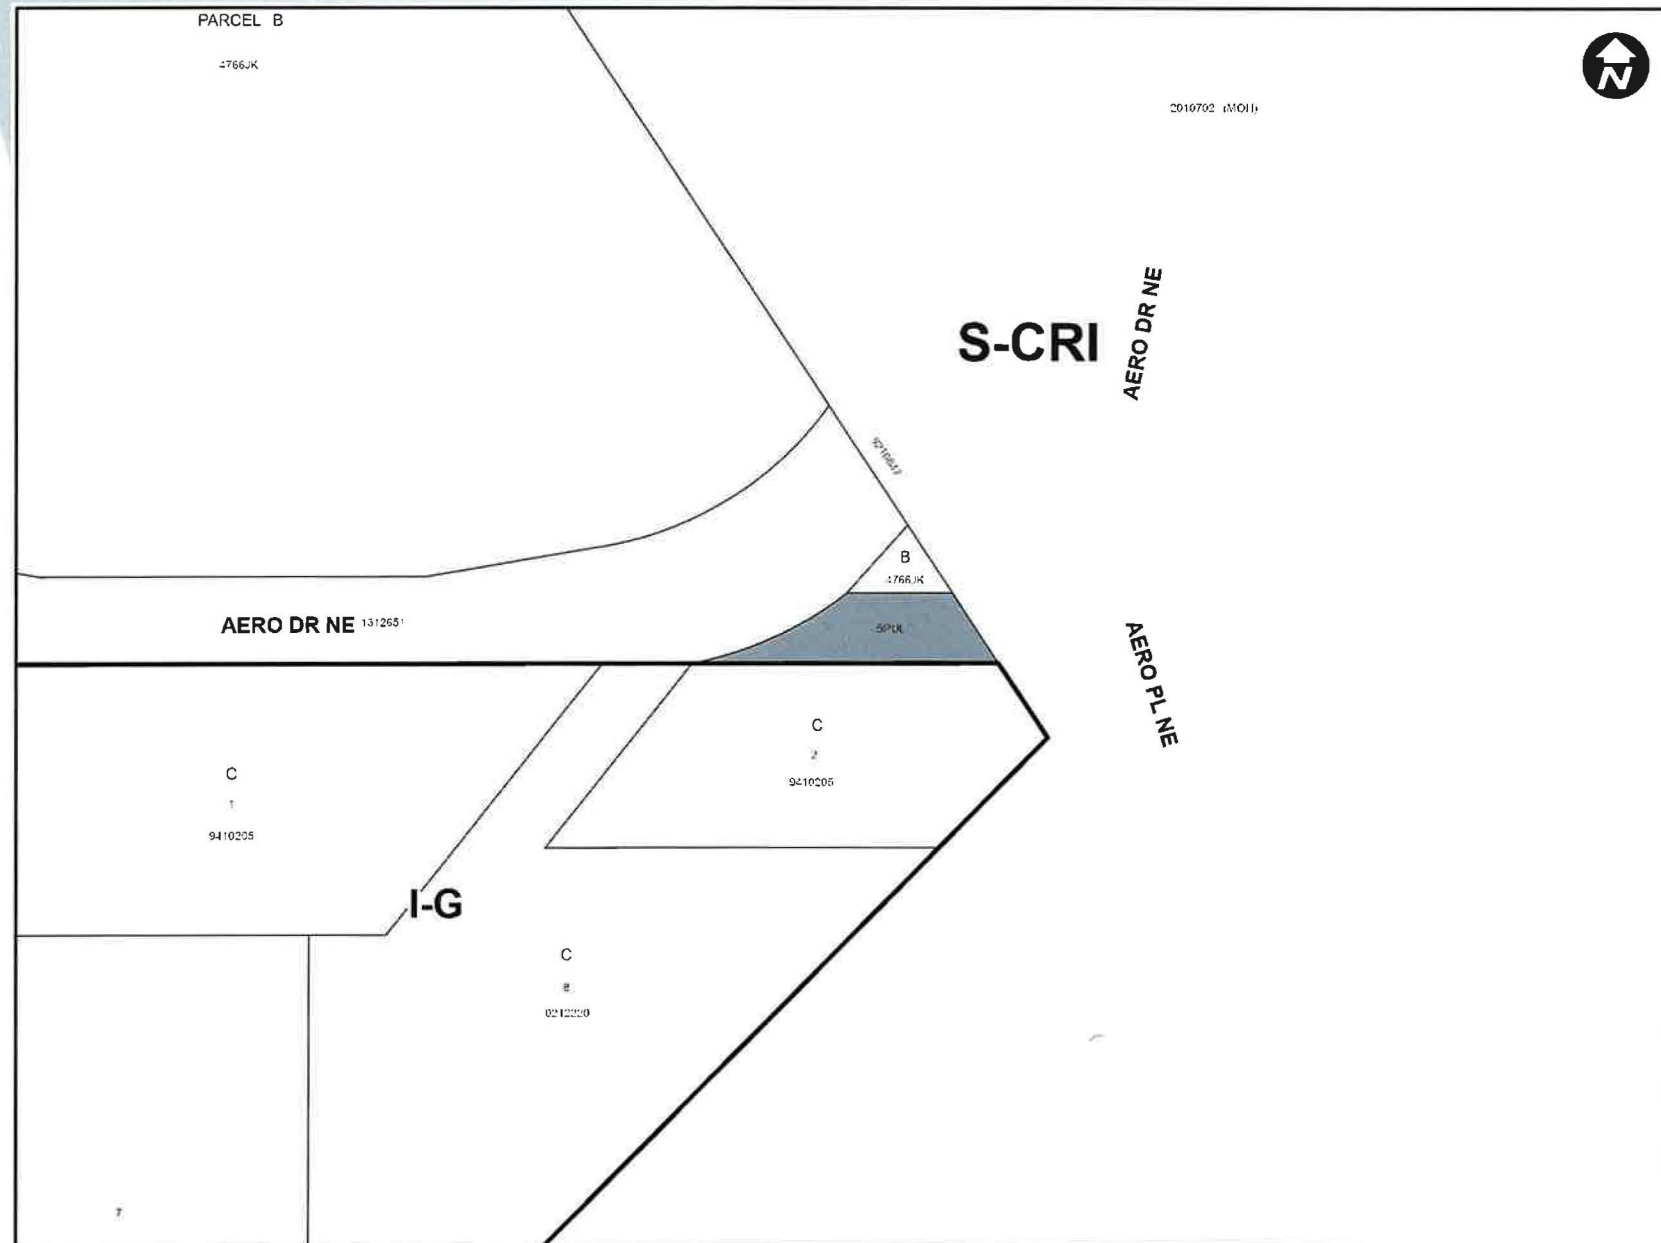 PARCEL B
4766JK
N
2010702 (MOH)
S-CRI
AERO DR NE
B
4766JK
AERO DR NE 1312651
5PUL
AERO PL NE
C
2
9410205
C
1
9410205
I-G
C
8
0212220
7